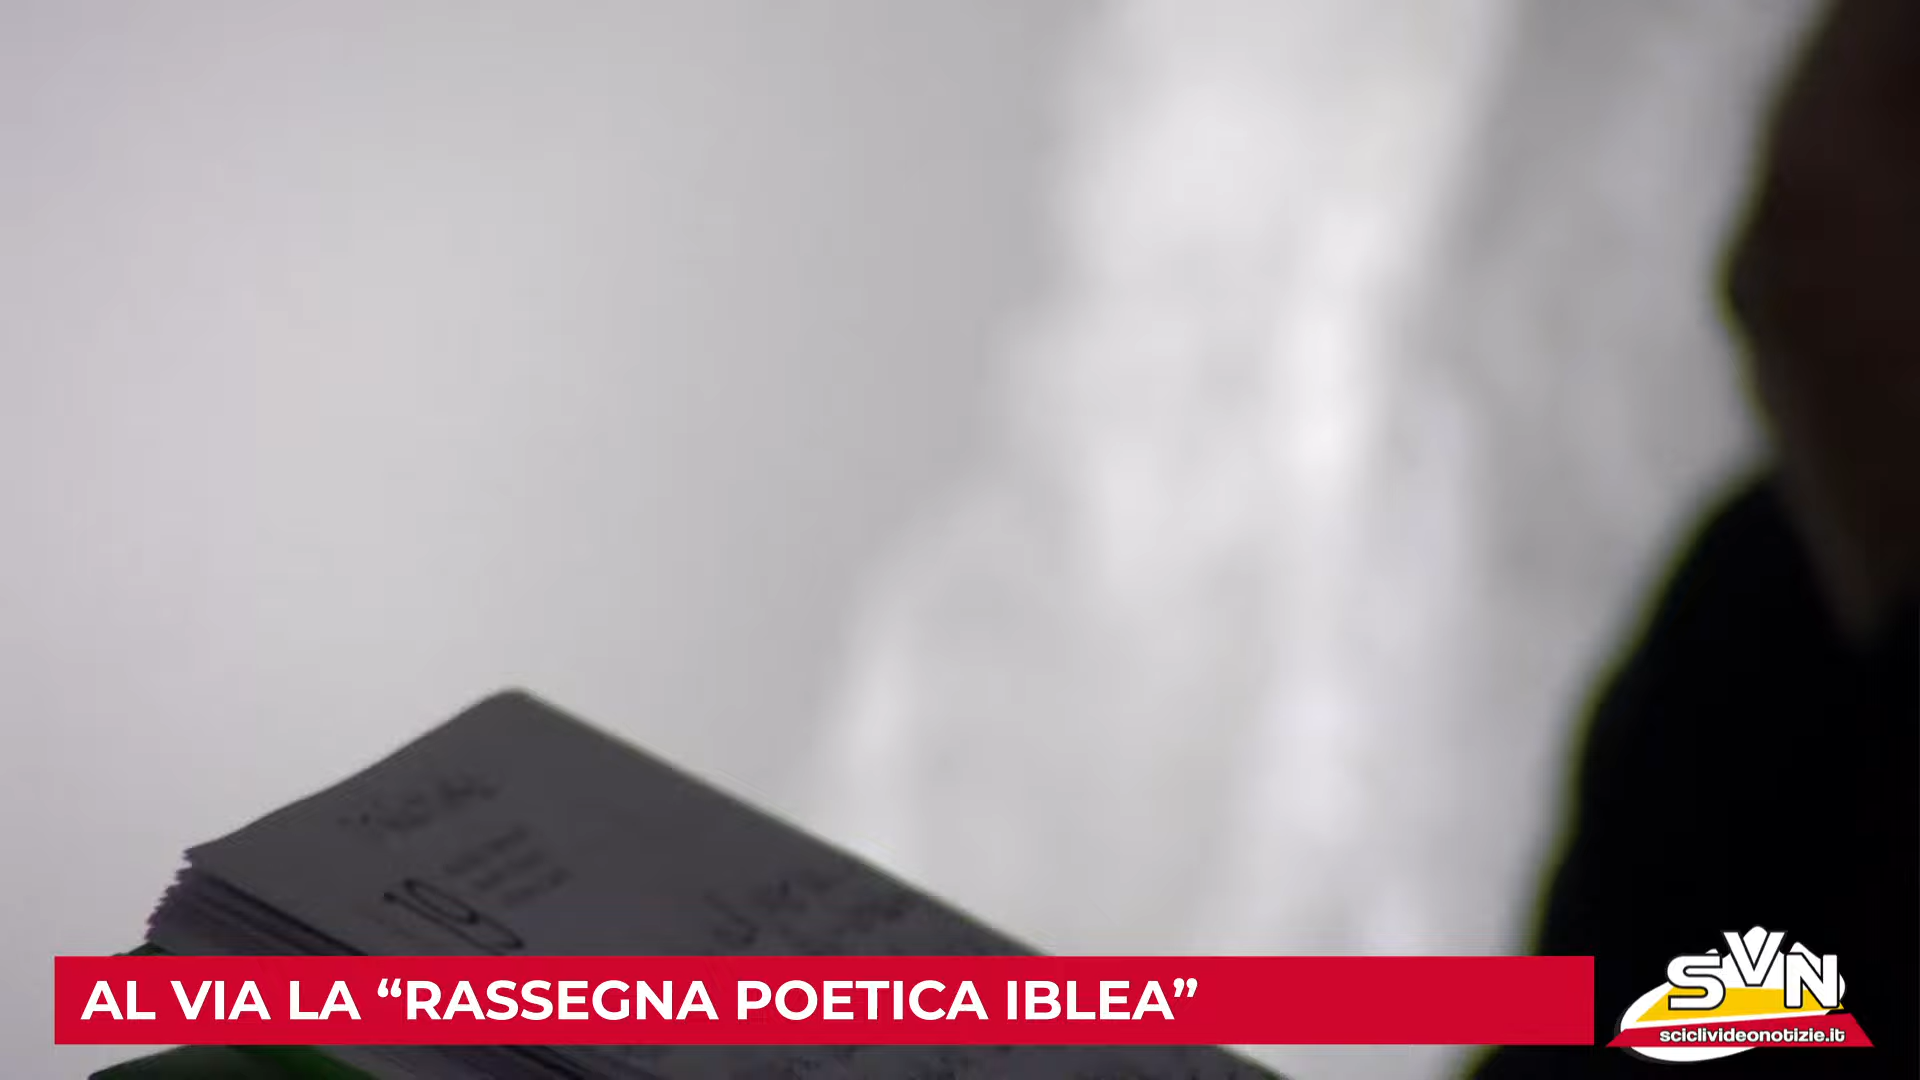 AL VIA LA “RASSEGNA POETICA IBLEA”
SVN
sciclivideonotizie.it